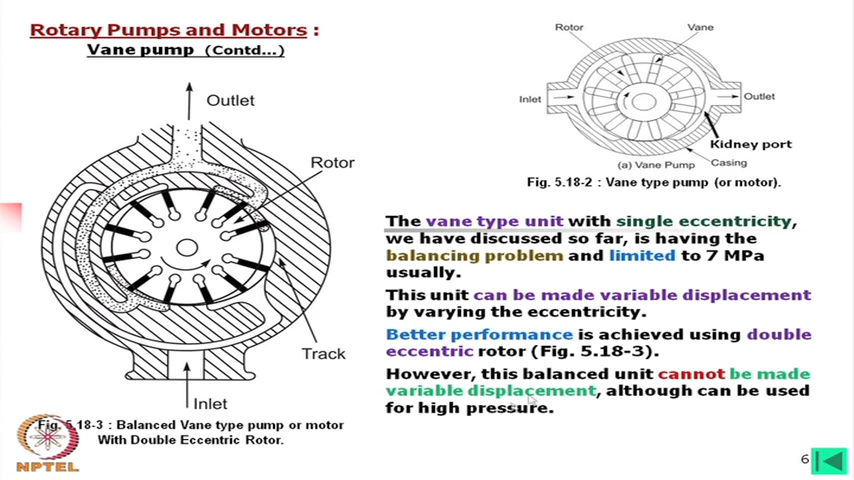 Rotary Pumps and Motors :
Vane pump (Contd...)
Outlet
Rotor
Track
Inlet
Fig. 5.18-3 : Balanced Vane type pump or motor
With Double Eccentric Rotor.
NPTEL
Rotor
Vane
Inlet
Outlet
Kidney port
(a) Vane Pump
Casing
Fig. 5.18-2 : Vane type pump (or motor).
The vane type unit with single eccentricity,
we have discussed so far, is having the
balancing problem and limited to 7 MPa
usually.
This unit can be made variable displacement
by varying the eccentricity.
Better performance is achieved using double
eccentric rotor (Fig. 5.18-3).
However, this balanced unit cannot be made
variable displacement, although can be used
for high pressure.
6